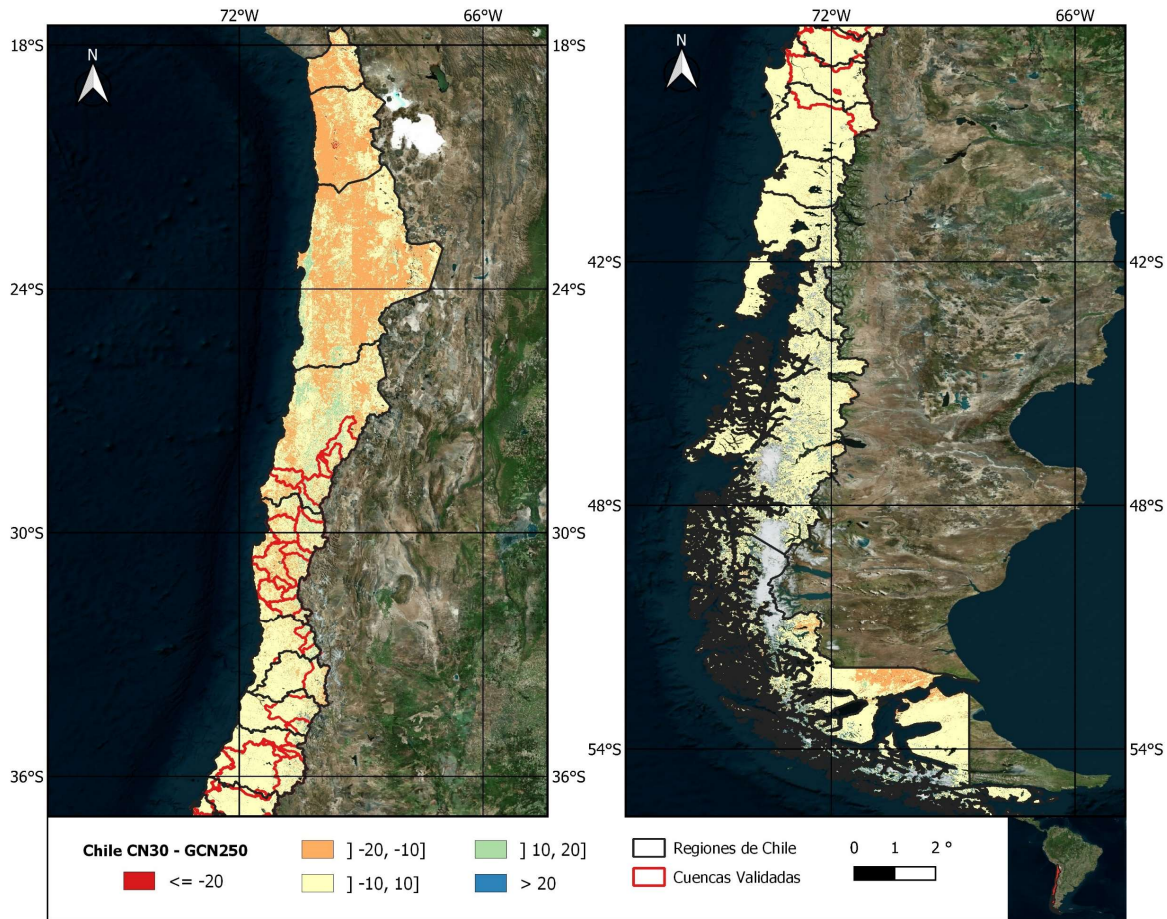 72°W 66°W 72°W 66°W
18°S 18°S
N N
42°S 42°S
24°S 24°S
48°S 48°S
30°S 30°S
54°S 54°S
36°S 36°S
Chile CN30 - GCN250
<= -20
] -20, -10]
] -10, 10]
] 10, 20]
> 20
Regiones de Chile
Cuencas Validadas
0 1 2 °